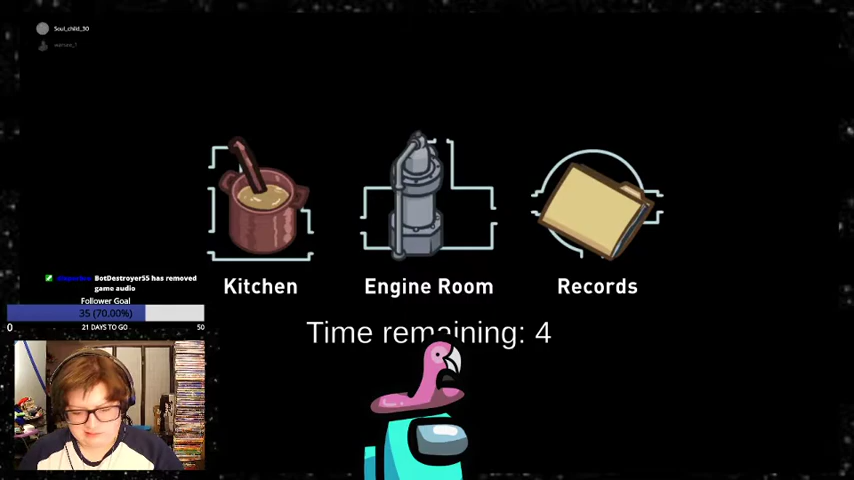 Soul_child_30
BotDestroyer55 has removed
game audio
Follower Goal
35 (70.00%)
0
21 DAYS TO GO
50
Kitchen
Engine Room
Records
Time remaining: 4